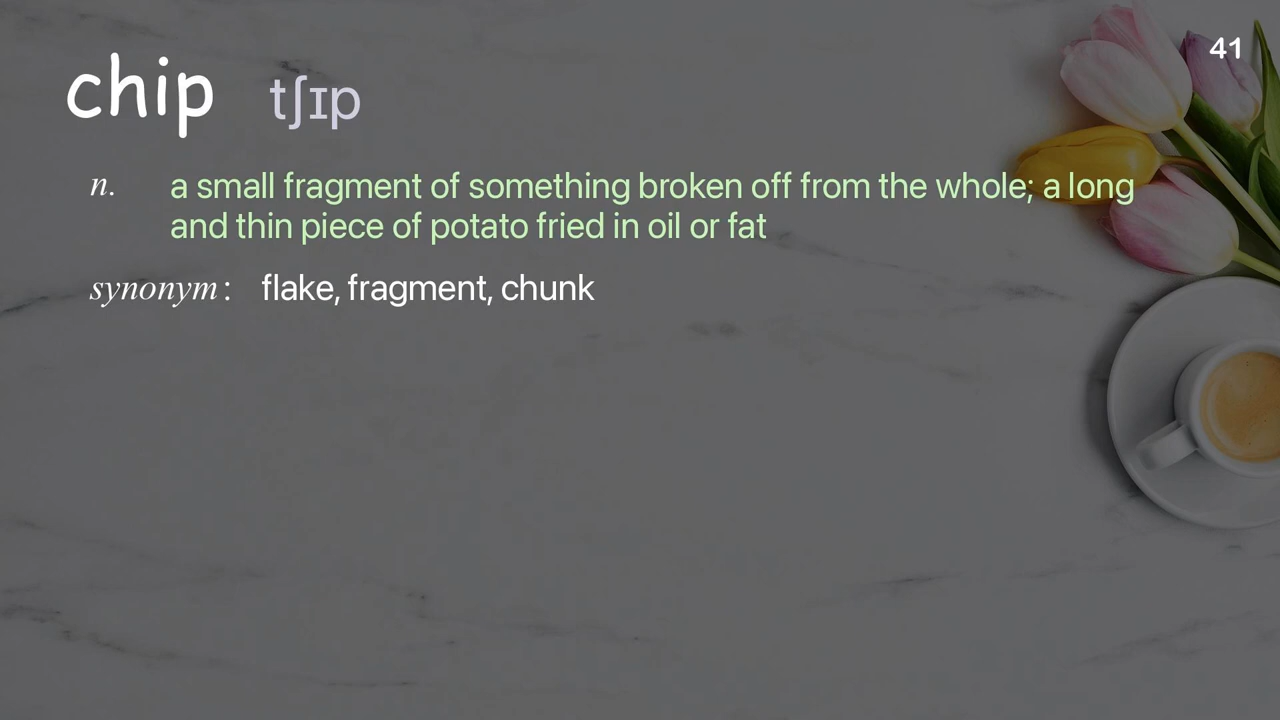 41
chip tʃɪp
n. a small fragment of something broken off from the whole; a long
and thin piece of potato fried in oil or fat
synonym: flake, fragment, chunk